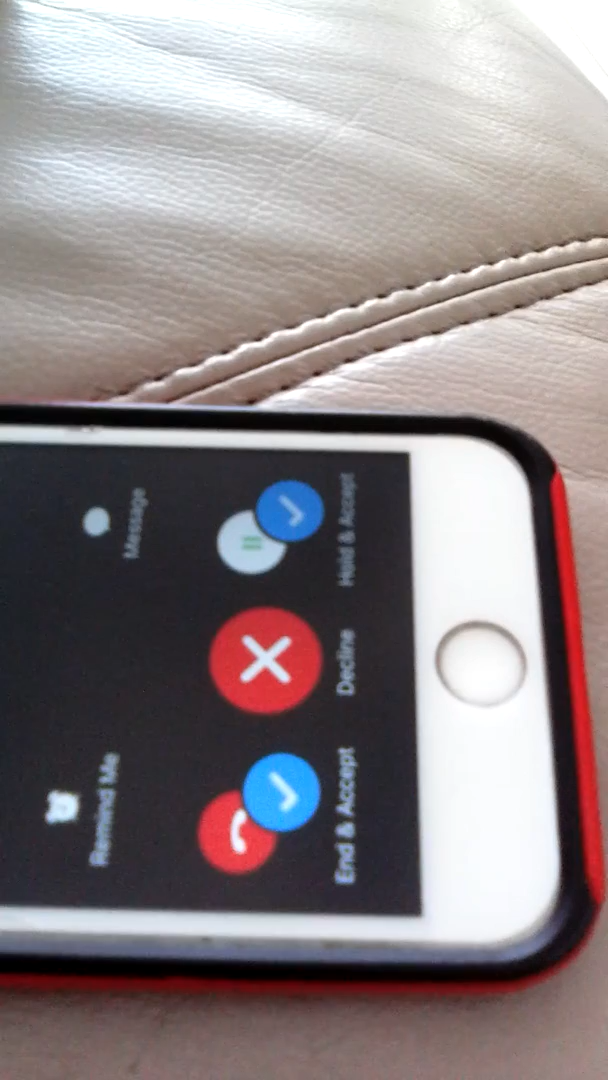 Remind Me
Message
End & Accept
Decline
Hold & Accept